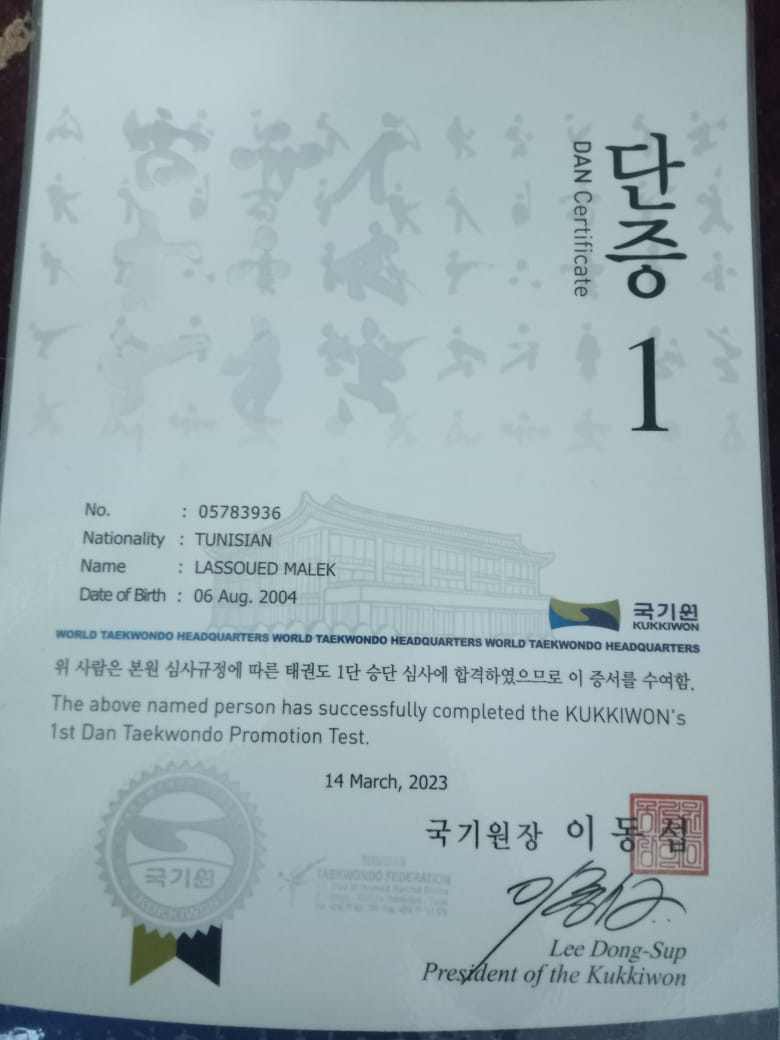 단증
DAN Certificate
1
No. : 05783936
Nationality : TUNISIAN
Name : LASSOUED MALEK
Date of Birth : 06 Aug. 2004
국기원
KUKKIWON
WORLD TAEKWONDO HEADQUARTERS WORLD TAEKWONDO HEADQUARTERS WORLD TAEKWONDO HEADQUARTERS
위 사람은 본원 심사규정에 따른 태권도 1단 승단 심사에 합격하였으므로 이 증서를 수여함.
The above named person has successfully completed the KUKKIWON's
1st Dan Taekwondo Promotion Test.
14 March, 2023
국기원장 이동섭
국기원
KUKKIWON
TAEKWONDO FEDERATION
Lee Dong-Sup
President of the Kukkiwon